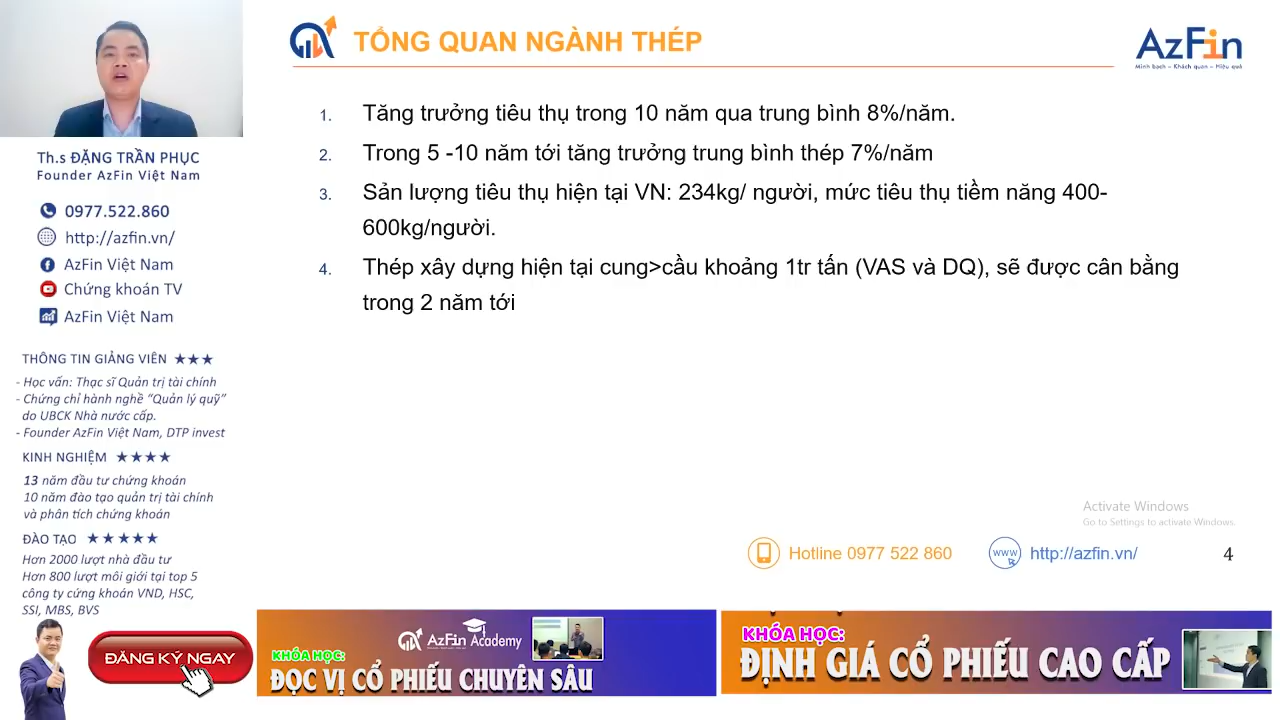 TỔNG QUAN NGÀNH THÉP
AzFin
Minh bạch – Khách quan – Hiệu quả
1. Tăng trưởng tiêu thụ trong 10 năm qua trung bình 8%/năm.
2. Trong 5 -10 năm tới tăng trưởng trung bình thép 7%/năm
3. Sản lượng tiêu thụ hiện tại VN: 234kg/ người, mức tiêu thụ tiềm năng 400-
600kg/người.
4. Thép xây dựng hiện tại cung>cầu khoảng 1tr tấn (VAS và DQ), sẽ được cân bằng
trong 2 năm tới
Th.s ĐẶNG TRẦN PHỤC
Founder AzFin Việt Nam
0977.522.860
http://azfin.vn/
AzFin Việt Nam
Chứng khoán TV
AzFin Việt Nam
THÔNG TIN GIẢNG VIÊN ★★★
- Học vấn: Thạc sĩ Quản trị tài chính
- Chứng chỉ hành nghề “Quản lý quỹ”
do UBCK Nhà nước cấp.
- Founder AzFin Việt Nam, DTP invest
KINH NGHIỆM ★★★★
13 năm đầu tư chứng khoán
10 năm đào tạo quản trị tài chính
và phân tích chứng khoán
ĐÀO TẠO ★★★★★
Hơn 2000 lượt nhà đầu tư
Hơn 800 lượt môi giới tại top 5
công ty cứng khoán VND, HSC,
SSI, MBS, BVS
ĐĂNG KÝ NGAY
Activate Windows
Go to Settings to activate Windows.
Hotline 0977 522 860
www
http://azfin.vn/
4
AzFin Academy
KHÓA HỌC:
ĐỌC VỊ CỔ PHIẾU CHUYÊN SÂU
KHÓA HỌC:
ĐỊNH GIÁ CỔ PHIẾU CAO CẤP